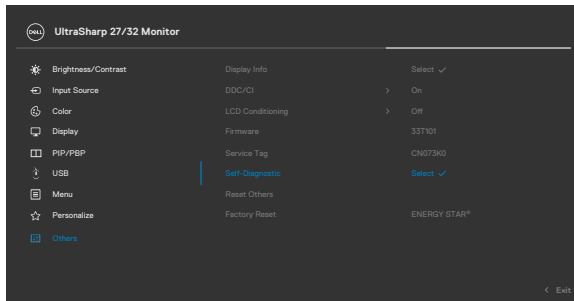 DELL UltraSharp 27/32 Monitor
Brightness/Contrast Display Info Select ✓
Input Source DDC/CI > On
Color LCD Conditioning > Off
Display Firmware 33T101
PIP/PBP Service Tag CN073K0
USB Self-Diagnostic Select ✓
Menu Reset Others
Personalize Factory Reset ENERGY STAR®
Others
< Exit